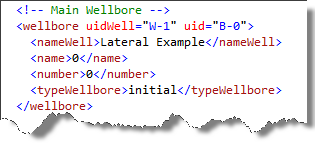 <!-- Main Wellbore -->
<wellbore uidWell="W-1" uid="B-0">
<nameWell>Lateral Example</nameWell>
<name>0</name>
<number>0</number>
<typeWellbore>initial</typeWellbore>
</wellbore>